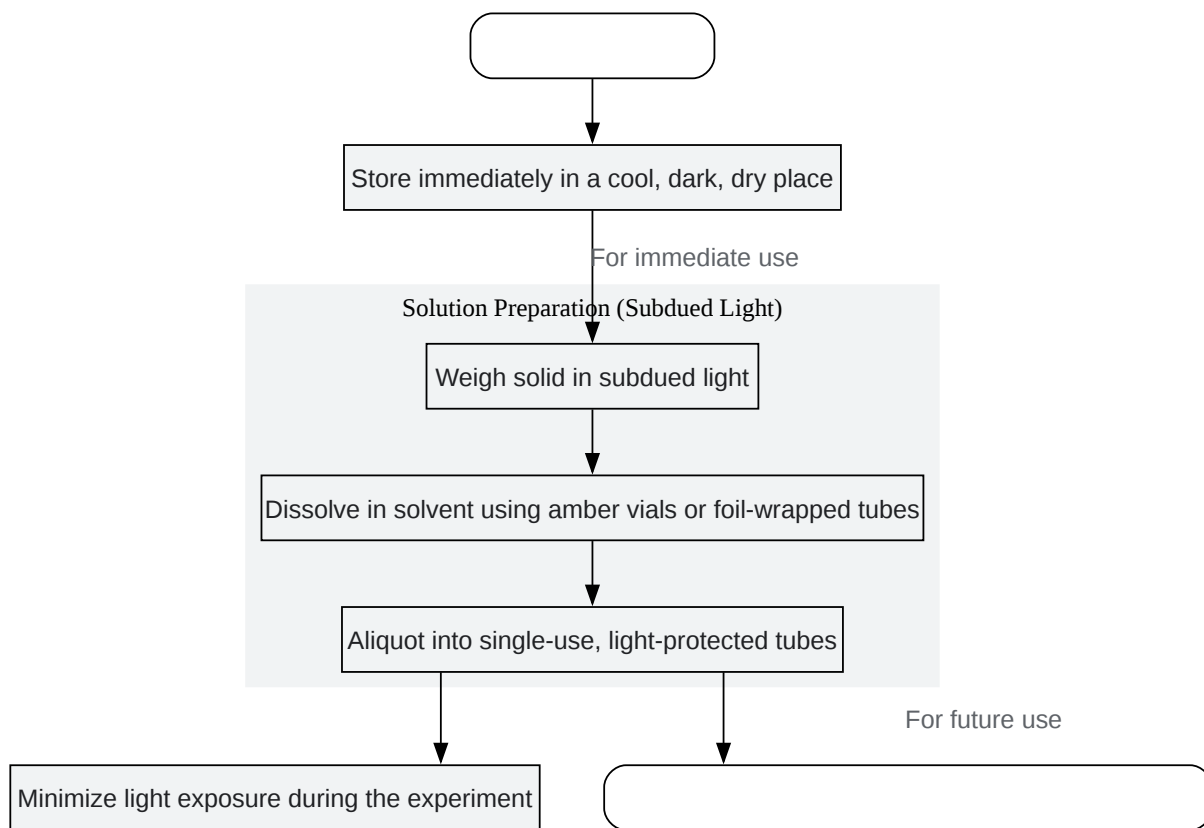 Store immediately in a cool, dark, dry place
For immediate use
Solution Preparation (Subdued Light)
Weigh solid in subdued light
Dissolve in solvent using amber vials or foil-wrapped tubes
Aliquot into single-use, light-protected tubes
For future use
Minimize light exposure during the experiment